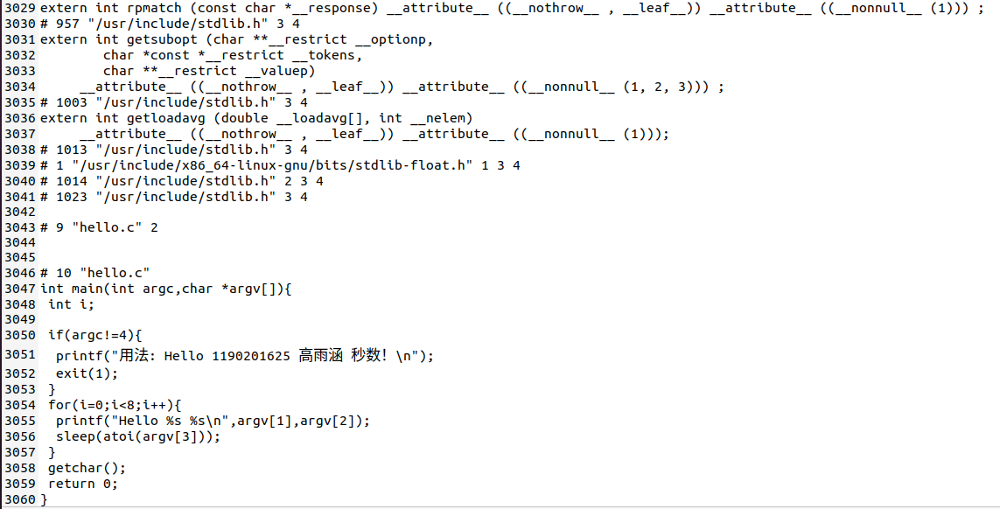 3029 extern int rpmatch (const char *__response) __attribute__ ((__nothrow__ , __leaf__)) __attribute__ ((__nonnull__ (1))) ;
3030 # 957 "/usr/include/stdlib.h" 3 4
3031 extern int getsubopt (char **__restrict __optionp,
3032         char *const *__restrict __tokens,
3033         char **__restrict __valuep)
3034      __attribute__ ((__nothrow__ , __leaf__)) __attribute__ ((__nonnull__ (1, 2, 3))) ;
3035 # 1003 "/usr/include/stdlib.h" 3 4
3036 extern int getloadavg (double __loadavg[], int __nelem)
3037      __attribute__ ((__nothrow__ , __leaf__)) __attribute__ ((__nonnull__ (1)));
3038 # 1013 "/usr/include/stdlib.h" 3 4
3039 # 1 "/usr/include/x86_64-linux-gnu/bits/stdlib-float.h" 1 3 4
3040 # 1014 "/usr/include/stdlib.h" 2 3 4
3041 # 1023 "/usr/include/stdlib.h" 3 4
3042
3043 # 9 "hello.c" 2
3044
3045
3046 # 10 "hello.c"
3047 int main(int argc,char *argv[]){
3048  int i;
3049
3050  if(argc!=4){
3051   printf("用法: Hello 1190201625 高雨涵 秒数！\n");
3052   exit(1);
3053  }
3054  for(i=0;i<8;i++){
3055   printf("Hello %s %s\n",argv[1],argv[2]);
3056   sleep(atoi(argv[3]));
3057  }
3058  getchar();
3059  return 0;
3060 }